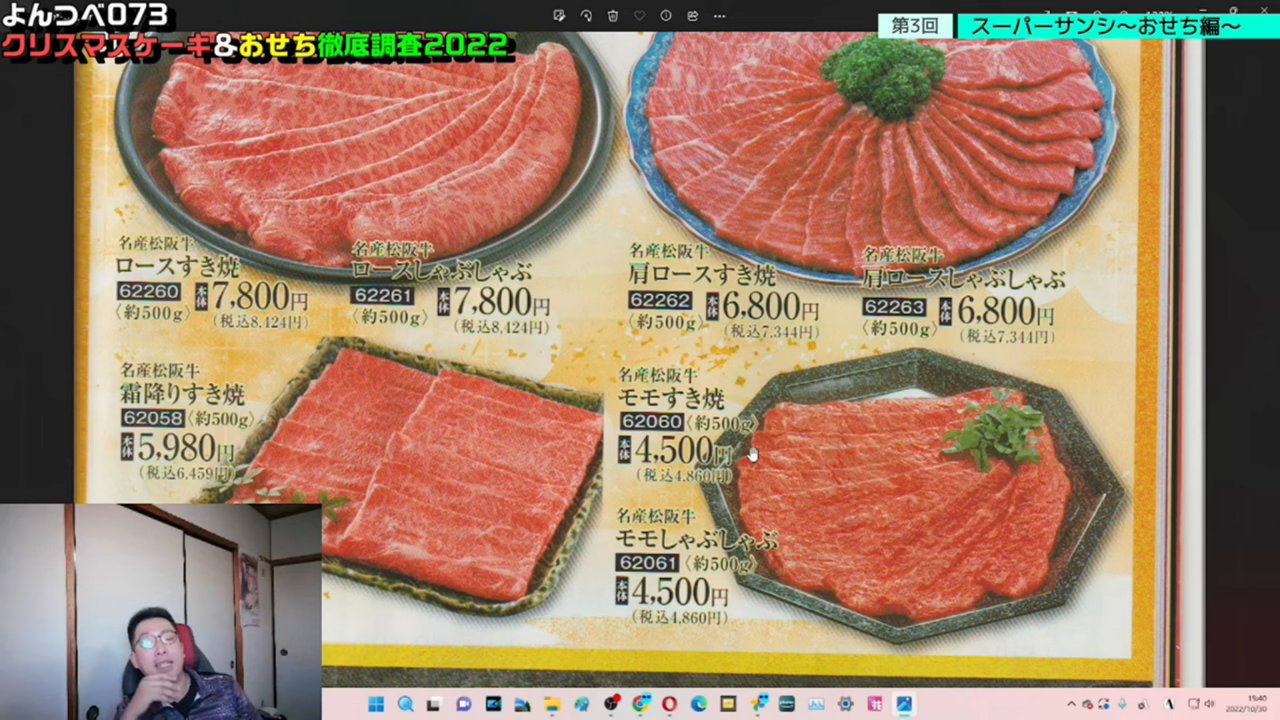 よんつべ073
クリスマスケーキ&おせち徹底調査2022
第3回 スーパーサンシ～おせち編～
名産松阪牛
ロースすき焼
62260 本体 7,800円
〈約500g〉 (税込8,424円)
名産松阪牛
ロースしゃぶしゃぶ
62261 本体 7,800円
〈約500g〉 (税込8,424円)
名産松阪牛
肩ロースすき焼
62262 本体 6,800円
〈約500g〉 (税込7,344円)
名産松阪牛
肩ロースしゃぶしゃぶ
62263 本体 6,800円
〈約500g〉 (税込7,344円)
名産松阪牛
霜降りすき焼
62058 〈約500g〉
本体 5,980円
(税込6,459円)
名産松阪牛
モモすき焼
62060 〈約500g〉
本体 4,500円
(税込4,860円)
名産松阪牛
モモしゃぶしゃぶ
62061 〈約500g〉
本体 4,500円
(税込4,860円)
15:40
2022/10/30